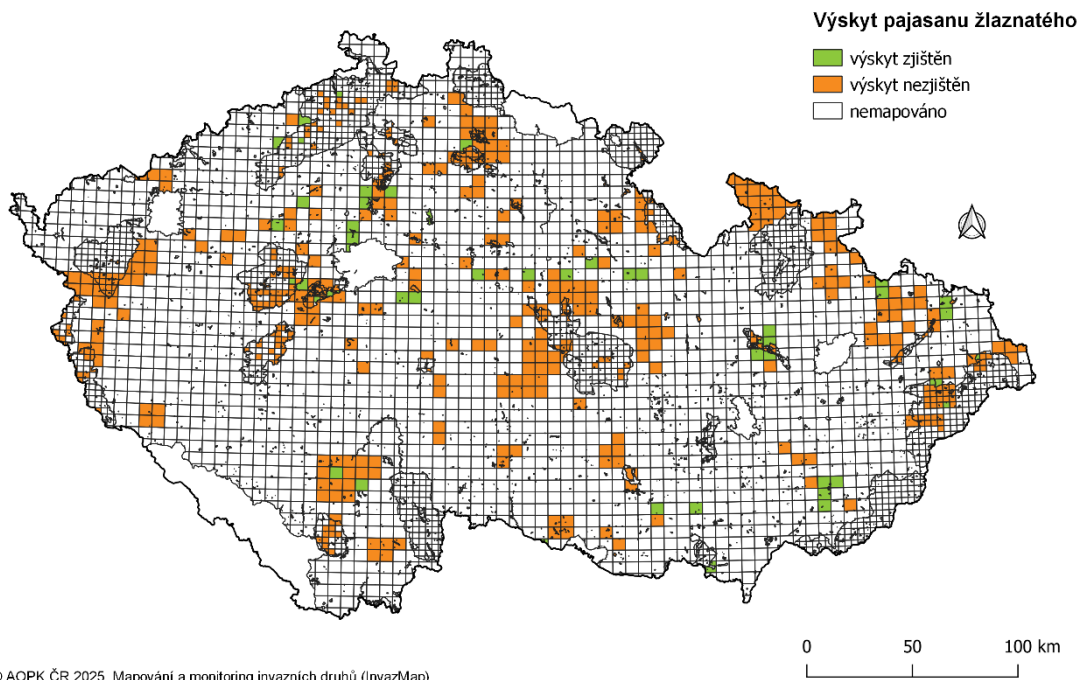 Výskyt pajasanu žlaznatého
výskyt zjištěn
výskyt nezjištěn
nemapováno
0 50 100 km
© AOPK ČR 2025, Mapování a monitoring invazních druhů (InvazMap)